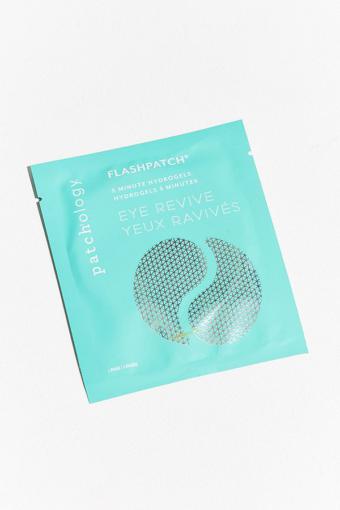 patchology
FLASHPATCH®
5 MINUTE HYDROGELS
HYDROGELS 5 MINUTES
EYE REVIVE
YEUX RAVIVÉS